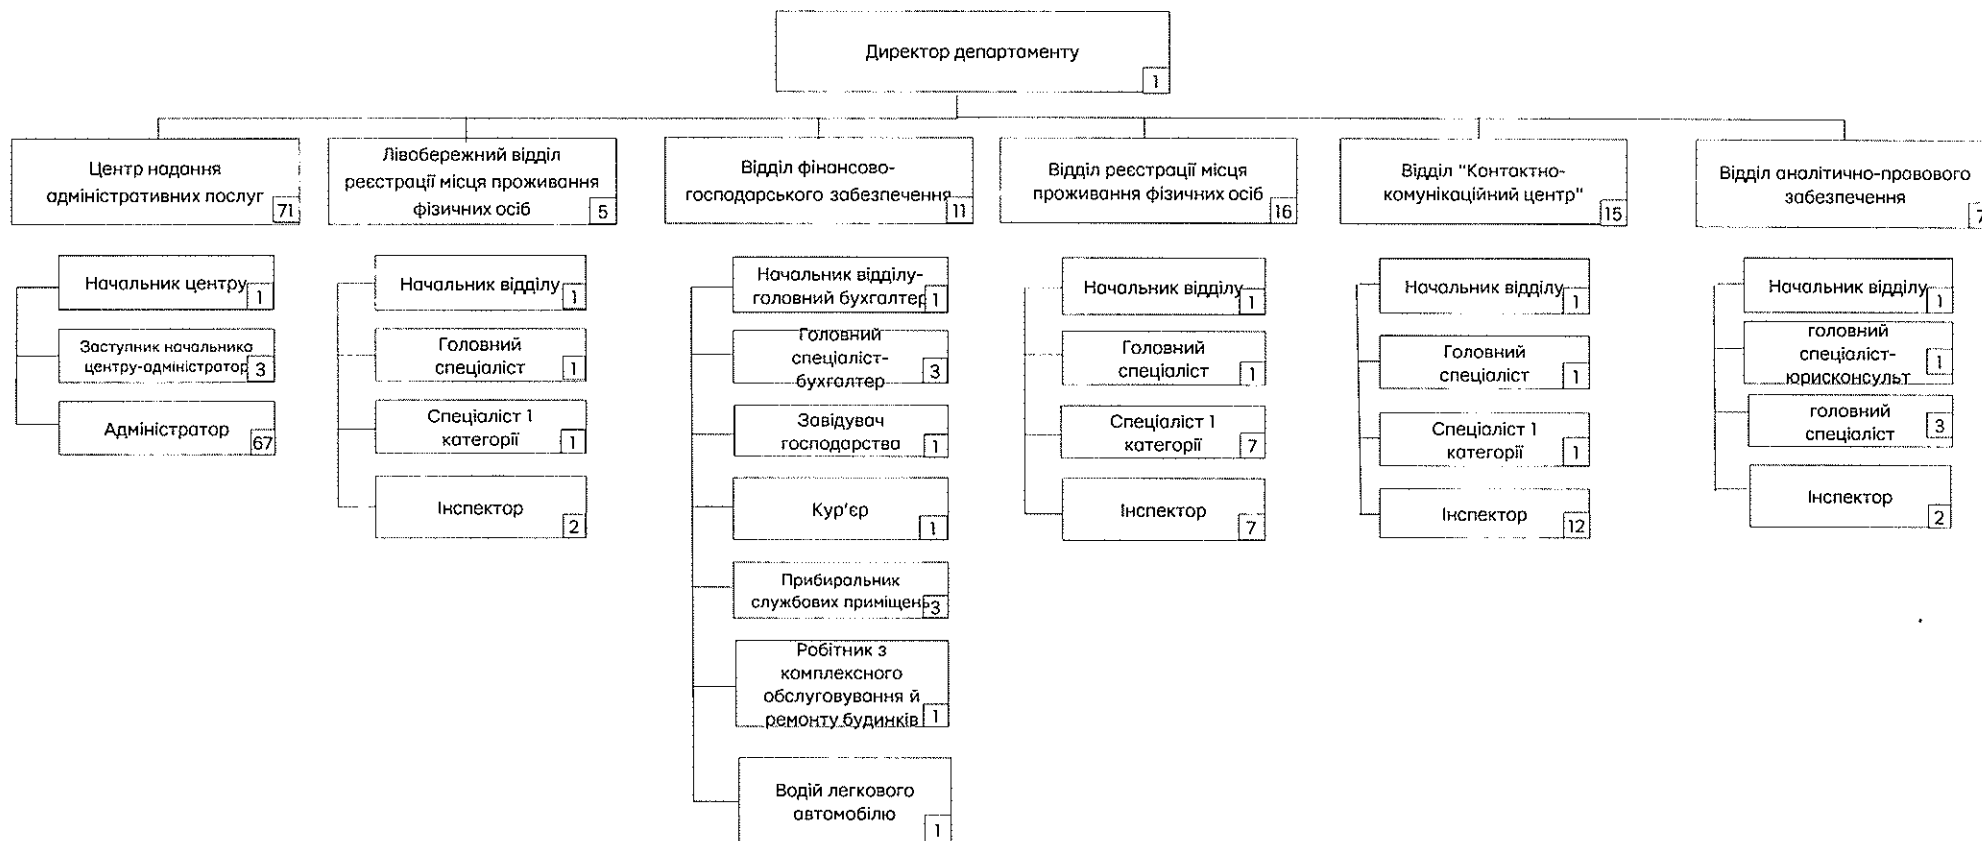 Директор департаменту
1
Центр надання
адміністративних послуг
71
Лівобережний відділ
реєстрації місця проживання
фізичних осіб
5
Відділ фінансово-
господарського забезпечення
11
Відділ реєстрації місця
проживання фізичних осіб
16
Відділ "Контактно-
комунікаційний центр"
15
Відділ аналітично-правового
забезпечення
7
Начальник центру
1
Заступник начальника
центру-адміністратор
3
Адміністратор
67
Начальник відділу
1
Головний
спеціаліст
1
Спеціаліст 1
категорії
1
Інспектор
2
Начальник відділу-
головний бухгалтер
1
Головний
спеціаліст-
бухгалтер
3
Завідувач
господарства
1
Кур'єр
1
Прибиральник
службових приміщень
3
Робітник з
комплексного
обслуговування й
ремонту будинків
1
Водій легкового
автомобілю
1
Начальник відділу
1
Головний
спеціаліст
1
Спеціаліст 1
категорії
7
Інспектор
7
Начальник відділу
1
Головний
спеціаліст
1
Спеціаліст 1
категорії
1
Інспектор
12
Начальник відділу
1
головний
спеціаліст-
юрисконсульт
1
головний
спеціаліст
3
Інспектор
2